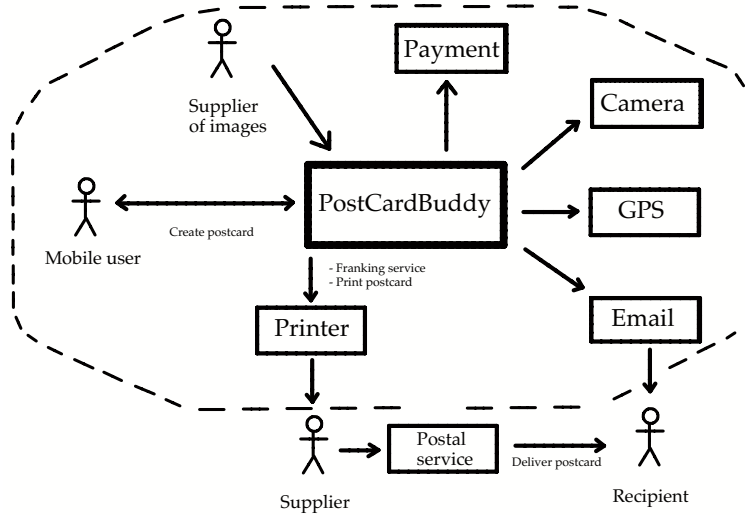 Payment
Camera
Supplier
of images
PostCardBuddy
GPS
Create postcard
Mobile user
- Franking service
- Print postcard
Printer
Email
Postal
service
Deliver postcard
Supplier
Recipient